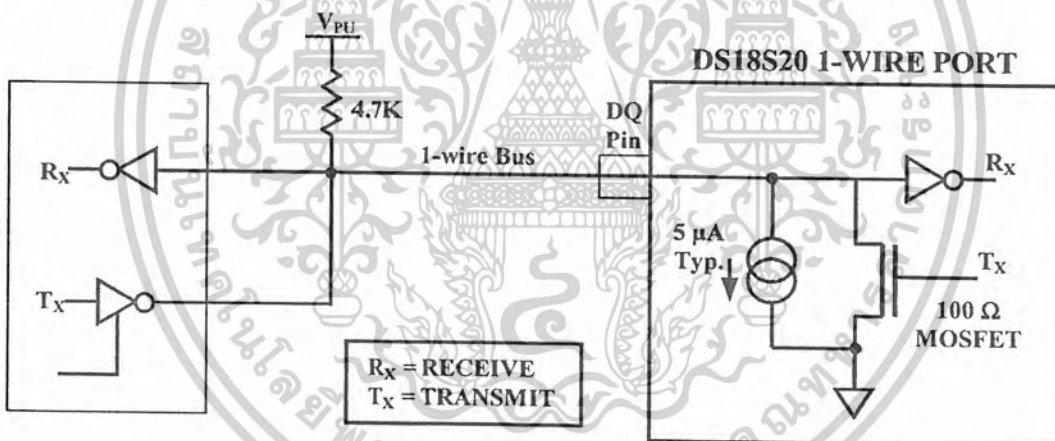 V_PU
4.7K
R_X
1-wire Bus
T_X
R_X = RECEIVE
T_X = TRANSMIT
DS18S20 1-WIRE PORT
DQ
Pin
R_X
5 µA
Typ.
T_X
100 Ω
MOSFET